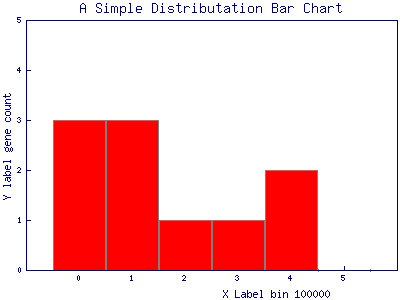 A Simple Distributation Bar Chart
5
4
3
2
1
0
Y label gene count
0 1 2 3 4 5
X Label bin 100000